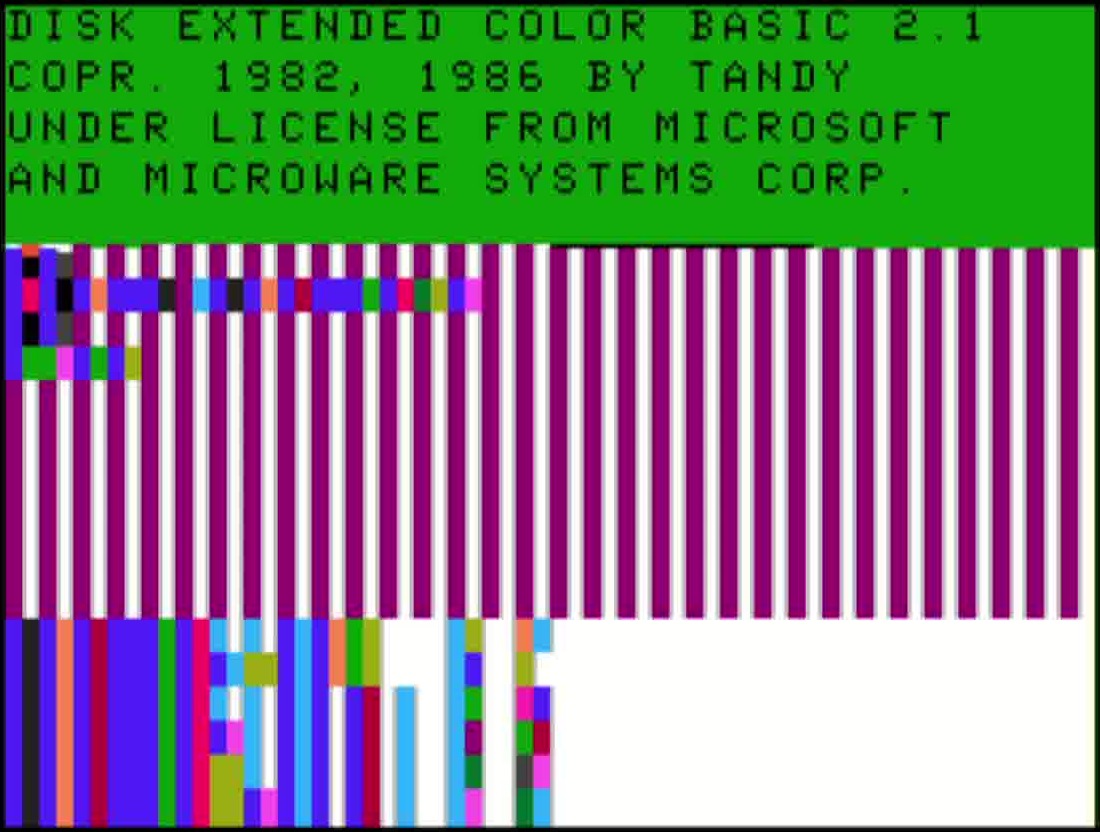 DISK EXTENDED COLOR BASIC 2.1
COPR. 1982, 1986 BY TANDY
UNDER LICENSE FROM MICROSOFT
AND MICROWARE SYSTEMS CORP.